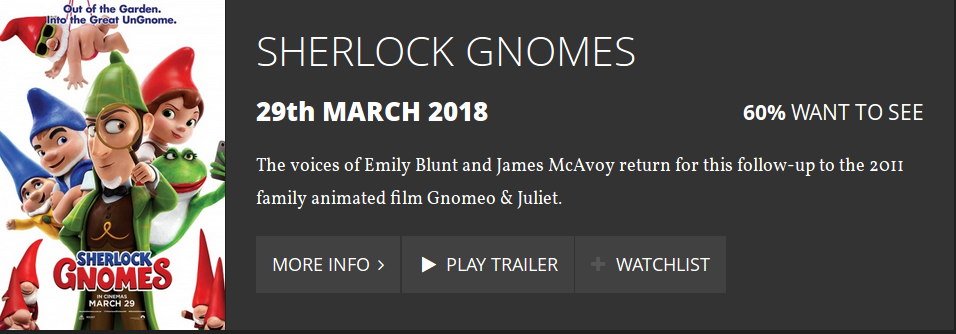 Out of the Garden.
Into the Great UnGnome.
SHERLOCK
GNOMES
IN CINEMAS
MARCH 29
SHERLOCK GNOMES
29th MARCH 2018
60% WANT TO SEE
The voices of Emily Blunt and James McAvoy return for this follow-up to the 2011
family animated film Gnomeo & Juliet.
MORE INFO
PLAY TRAILER
WATCHLIST